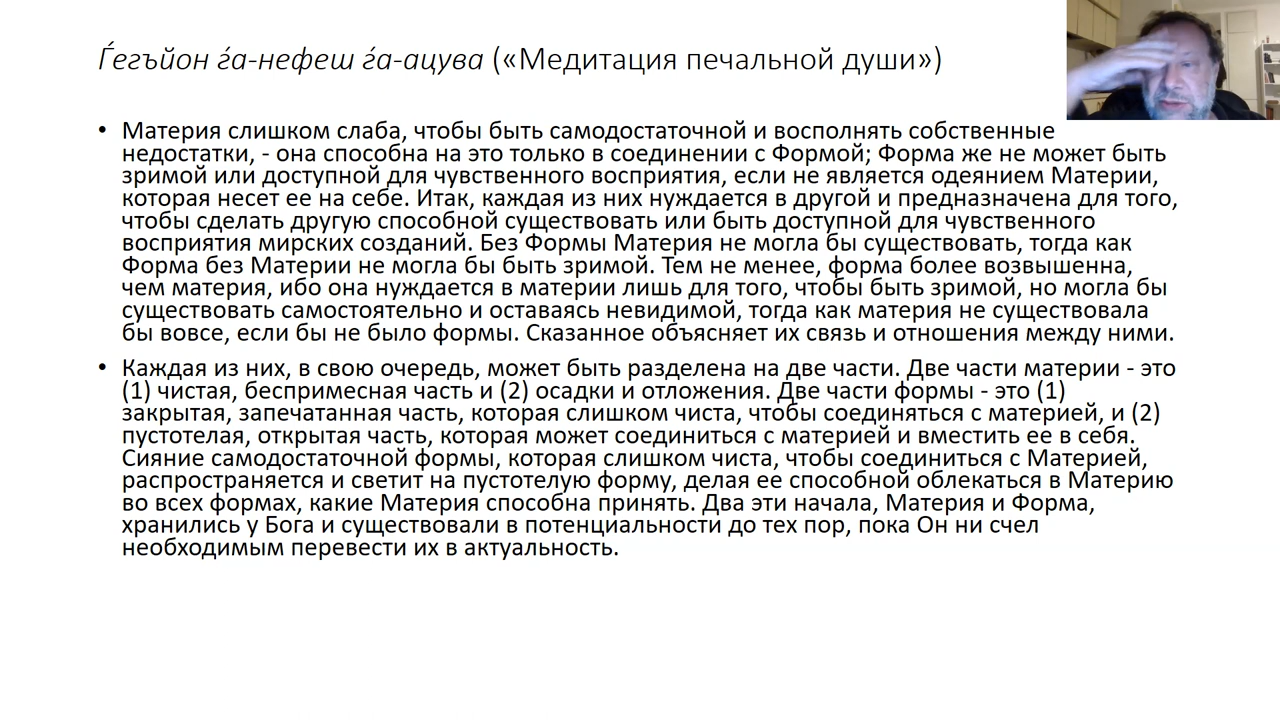 Ѓегъйон ѓа-нефеш ѓа-ацува («Медитация печальной души»)
• Материя слишком слаба, чтобы быть самодостаточной и восполнять собственные
недостатки, - она способна на это только в соединении с Формой; Форма же не может быть
зримой или доступной для чувственного восприятия, если не является одеянием Материи,
которая несет ее на себе. Итак, каждая из них нуждается в другой и предназначена для того,
чтобы сделать другую способной существовать или быть доступной для чувственного
восприятия мирских созданий. Без Формы Материя не могла бы существовать, тогда как
Форма без Материи не могла бы быть зримой. Тем не менее, форма более возвышенна,
чем материя, ибо она нуждается в материи лишь для того, чтобы быть зримой, но могла бы
существовать самостоятельно и оставаясь невидимой, тогда как материя не существовала
бы вовсе, если бы не было формы. Сказанное объясняет их связь и отношения между ними.
• Каждая из них, в свою очередь, может быть разделена на две части. Две части материи - это
(1) чистая, беспримесная часть и (2) осадки и отложения. Две части формы - это (1)
закрытая, запечатанная часть, которая слишком чиста, чтобы соединяться с материей, и (2)
пустотелая, открытая часть, которая может соединиться с материей и вместить ее в себя.
Сияние самодостаточной формы, которая слишком чиста, чтобы соединиться с Материей,
распространяется и светит на пустотелую форму, делая ее способной облекаться в Материю
во всех формах, какие Материя способна принять. Два эти начала, Материя и Форма,
хранились у Бога и существовали в потенциальности до тех пор, пока Он ни счел
необходимым перевести их в актуальность.